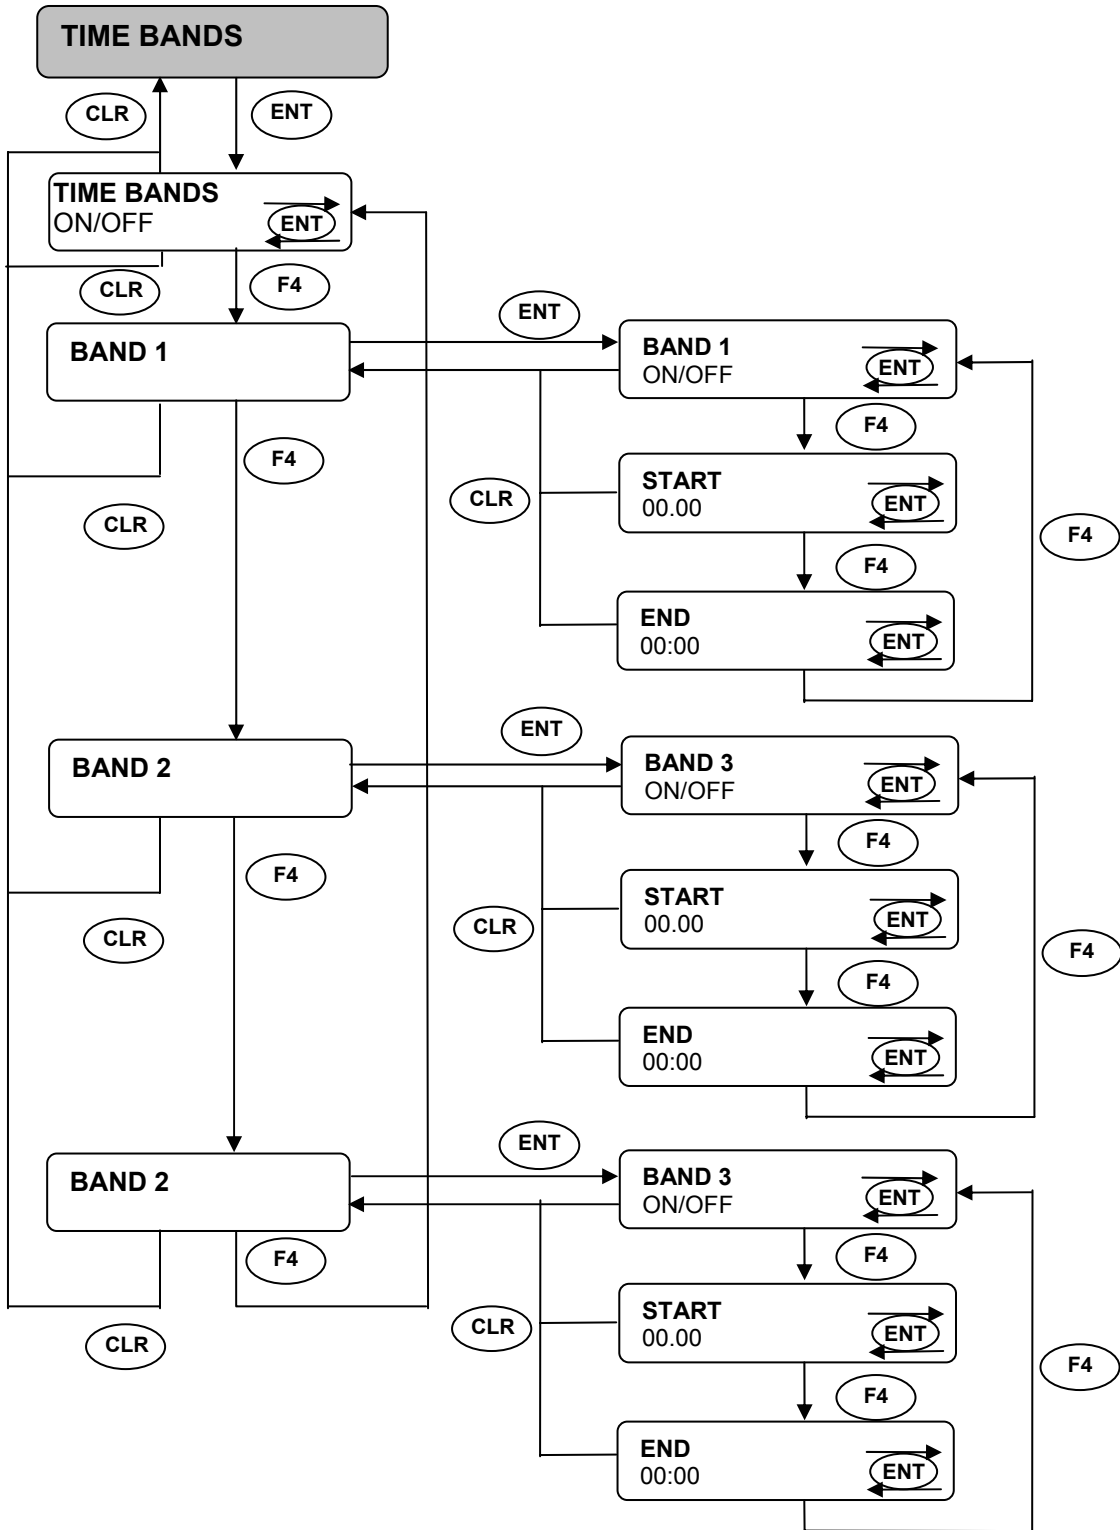 TIME BANDS
CLR
ENT
TIME BANDS
ON/OFF
ENT
CLR
F4
ENT
BAND 1
BAND 1
ON/OFF
ENT
F4
F4
START
00.00
ENT
CLR
CLR
F4
F4
END
00:00
ENT
ENT
BAND 2
BAND 3
ON/OFF
ENT
F4
F4
START
00.00
ENT
CLR
CLR
F4
F4
END
00:00
ENT
ENT
BAND 2
BAND 3
ON/OFF
ENT
F4
F4
START
00.00
ENT
CLR
CLR
F4
F4
END
00:00
ENT